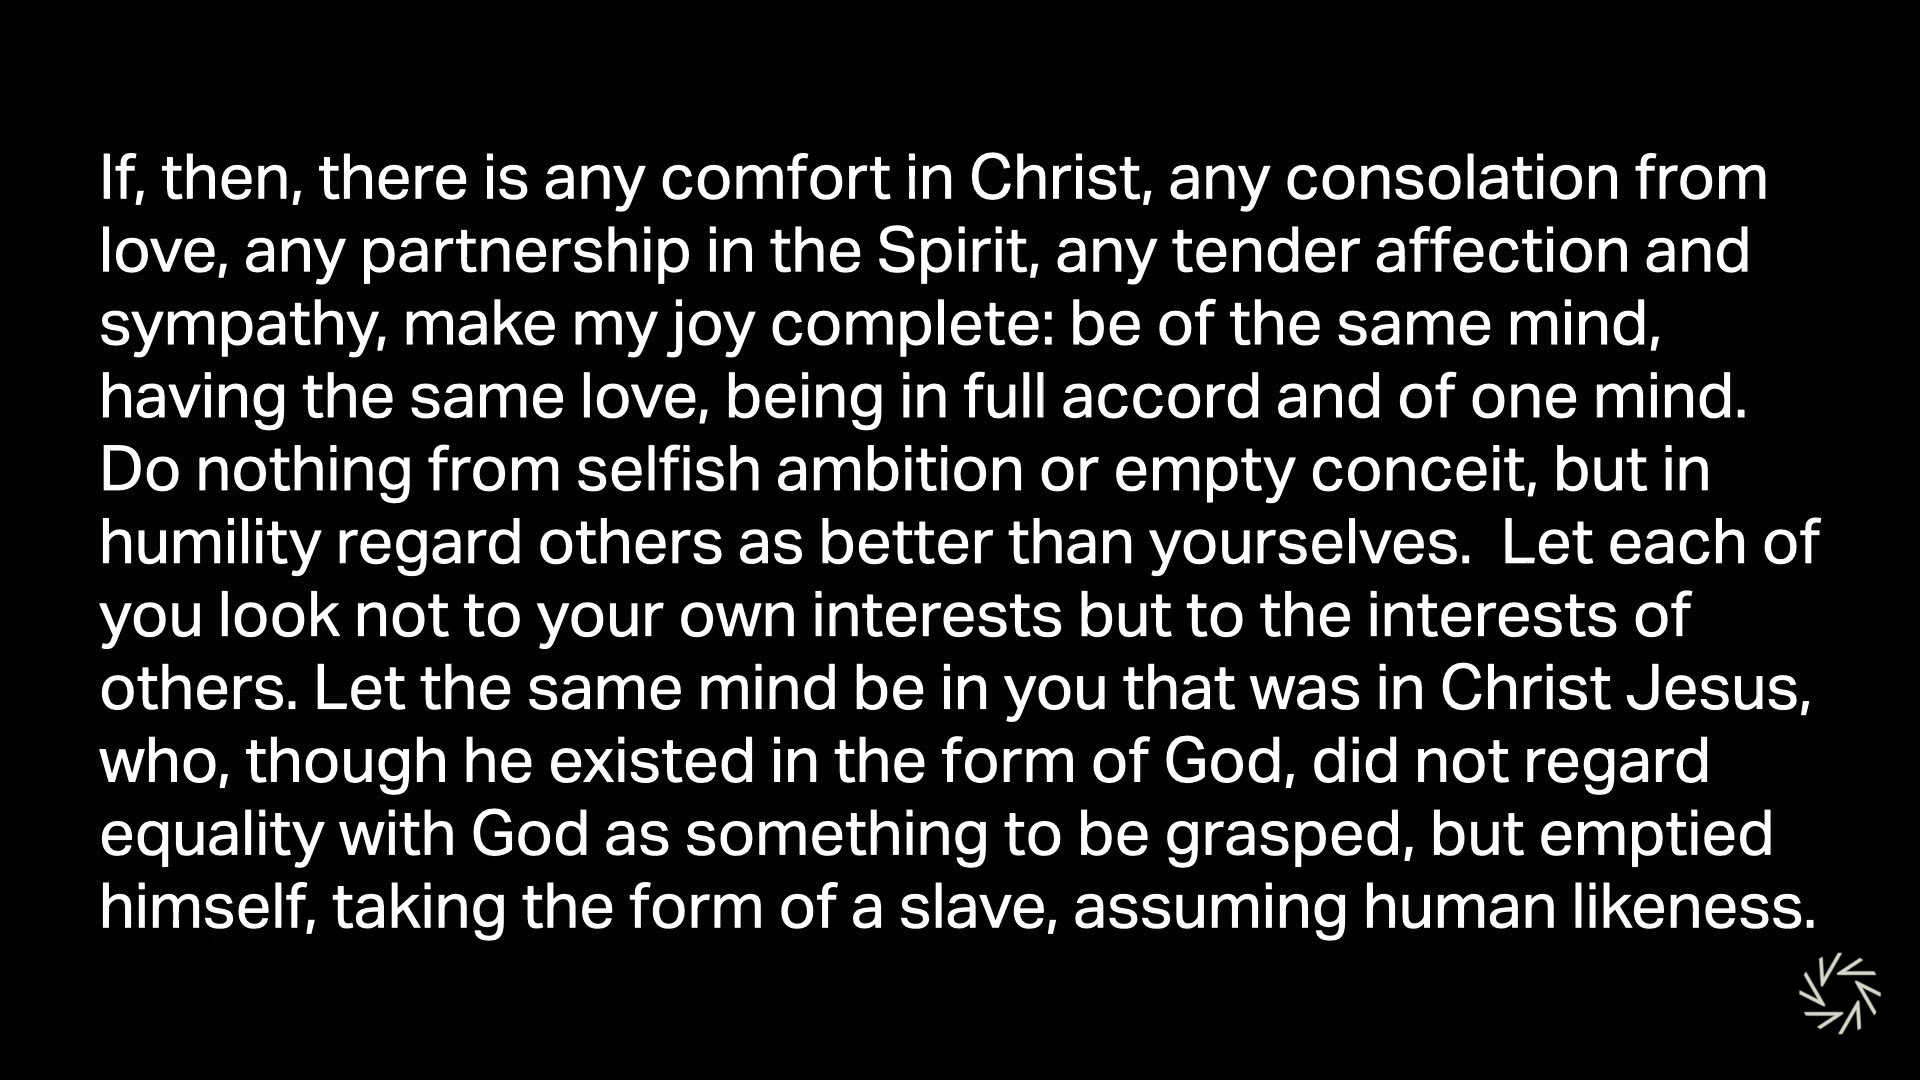 If, then, there is any comfort in Christ, any consolation from
love, any partnership in the Spirit, any tender affection and
sympathy, make my joy complete: be of the same mind,
having the same love, being in full accord and of one mind.
Do nothing from selfish ambition or empty conceit, but in
humility regard others as better than yourselves.  Let each of
you look not to your own interests but to the interests of
others. Let the same mind be in you that was in Christ Jesus,
who, though he existed in the form of God, did not regard
equality with God as something to be grasped, but emptied
himself, taking the form of a slave, assuming human likeness.